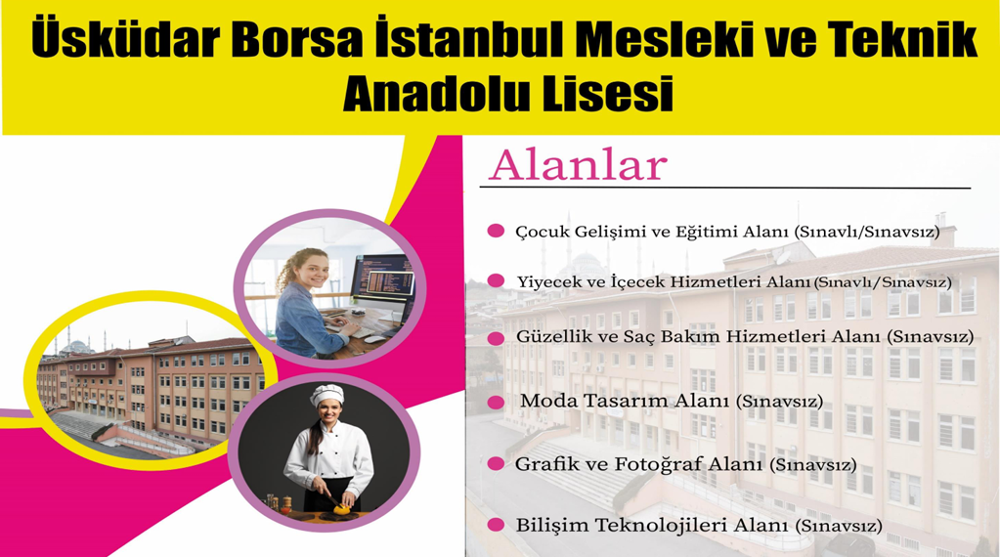 Üsküdar Borsa İstanbul Mesleki ve Teknik
Anadolu Lisesi
Alanlar
Çocuk Gelişimi ve Eğitimi Alanı (Sınavlı/Sınavsız)
Yiyecek ve İçecek Hizmetleri Alanı (Sınavlı/Sınavsız)
Güzellik ve Saç Bakım Hizmetleri Alanı (Sınavsız)
Moda Tasarım Alanı (Sınavsız)
Grafik ve Fotoğraf Alanı (Sınavsız)
Bilişim Teknolojileri Alanı (Sınavsız)